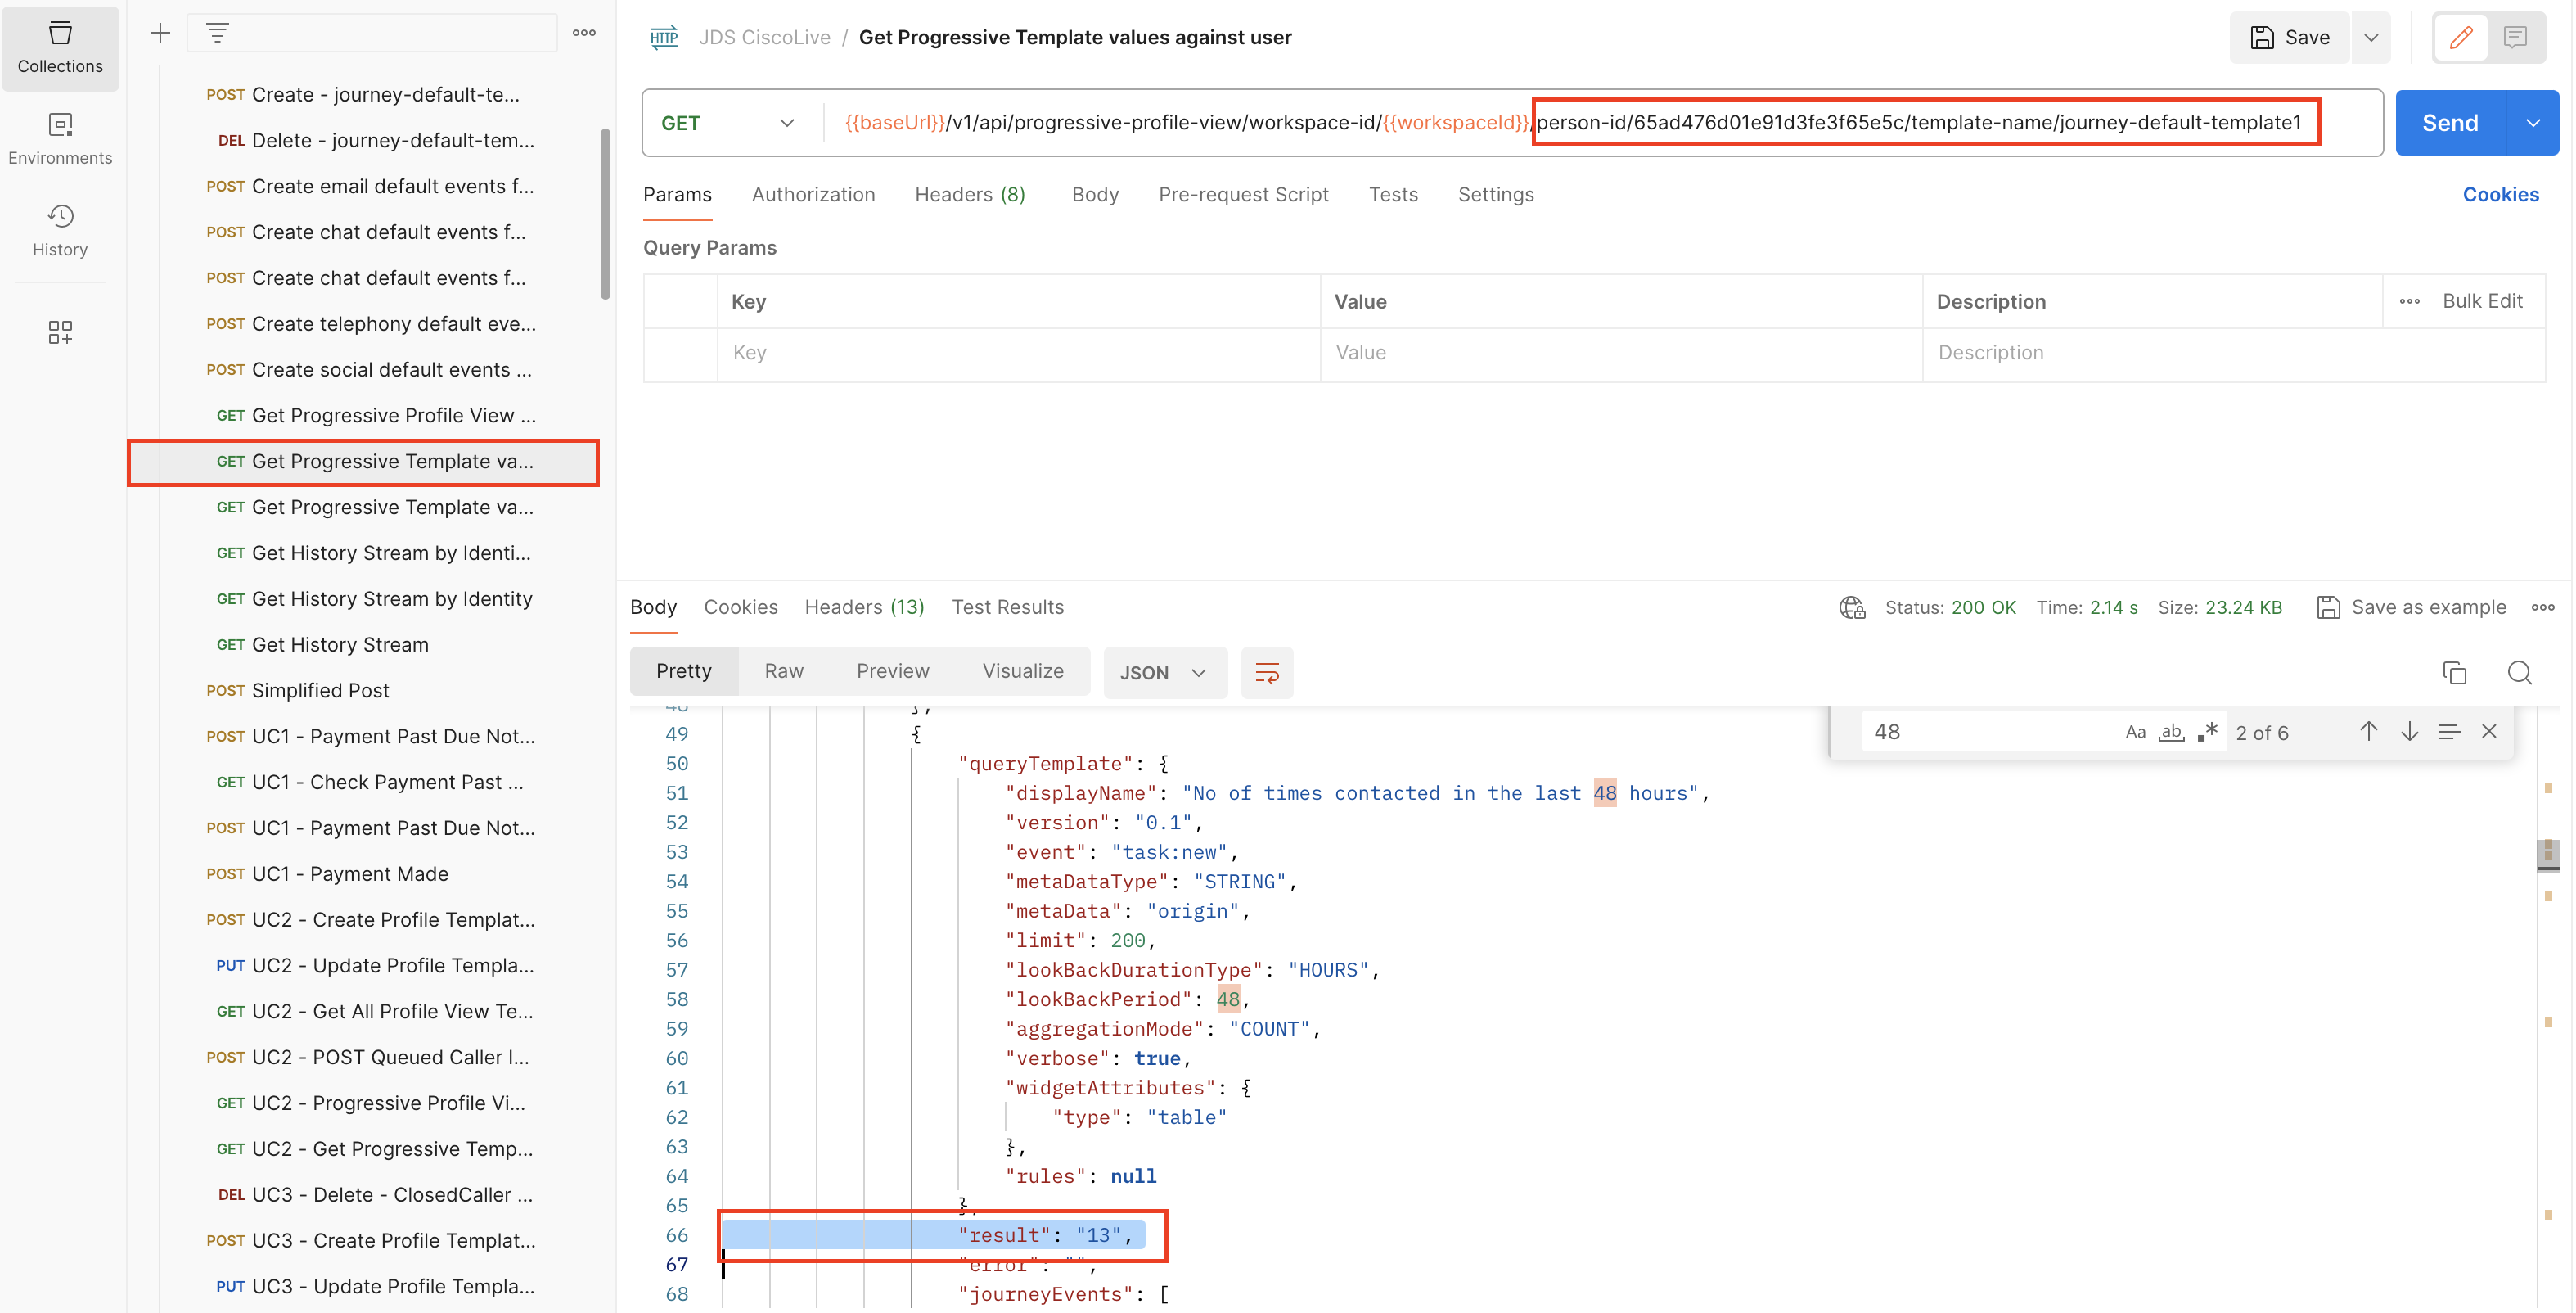 Collections
Environments
History
POST Create - journey-default-te...
DEL Delete - journey-default-tem...
POST Create email default events f...
POST Create chat default events f...
POST Create chat default events f...
POST Create telephony default eve...
POST Create social default events ...
GET Get Progressive Profile View ...
GET Get Progressive Template va...
GET Get Progressive Template va...
GET Get History Stream by Identi...
GET Get History Stream by Identity
GET Get History Stream
POST Simplified Post
POST UC1 - Payment Past Due Not...
GET UC1 - Check Payment Past ...
POST UC1 - Payment Past Due Not...
POST UC1 - Payment Made
POST UC2 - Create Profile Templat...
PUT UC2 - Update Profile Templa...
GET UC2 - Get All Profile View Te...
POST UC2 - POST Queued Caller I...
GET UC2 - Progressive Profile Vi...
GET UC2 - Get Progressive Temp...
DEL UC3 - Delete - ClosedCaller ...
POST UC3 - Create Profile Templat...
PUT UC3 - Update Profile Templa...
HTTP JDS CiscoLive / Get Progressive Template values against user
Save
GET {{baseUrl}}/v1/api/progressive-profile-view/workspace-id/{{workspaceId}}/person-id/65ad476d01e91d3fe3f65e5c/template-name/journey-default-template1
Send
Params Authorization Headers (8) Body Pre-request Script Tests Settings Cookies
Query Params
Key Value Description Bulk Edit
Key Value Description
Body Cookies Headers (13) Test Results Status: 200 OK Time: 2.14 s Size: 23.24 KB Save as example
Pretty Raw Preview Visualize JSON
48 Aa ab .* 2 of 6
48 },
49 {
50 "queryTemplate": {
51 "displayName": "No of times contacted in the last 48 hours",
52 "version": "0.1",
53 "event": "task:new",
54 "metaDataType": "STRING",
55 "metaData": "origin",
56 "limit": 200,
57 "lookBackDurationType": "HOURS",
58 "lookBackPeriod": 48,
59 "aggregationMode": "COUNT",
60 "verbose": true,
61 "widgetAttributes": {
62 "type": "table"
63 },
64 "rules": null
65 },
66 "result": "13",
67 "error": "",
68 "journeyEvents": [